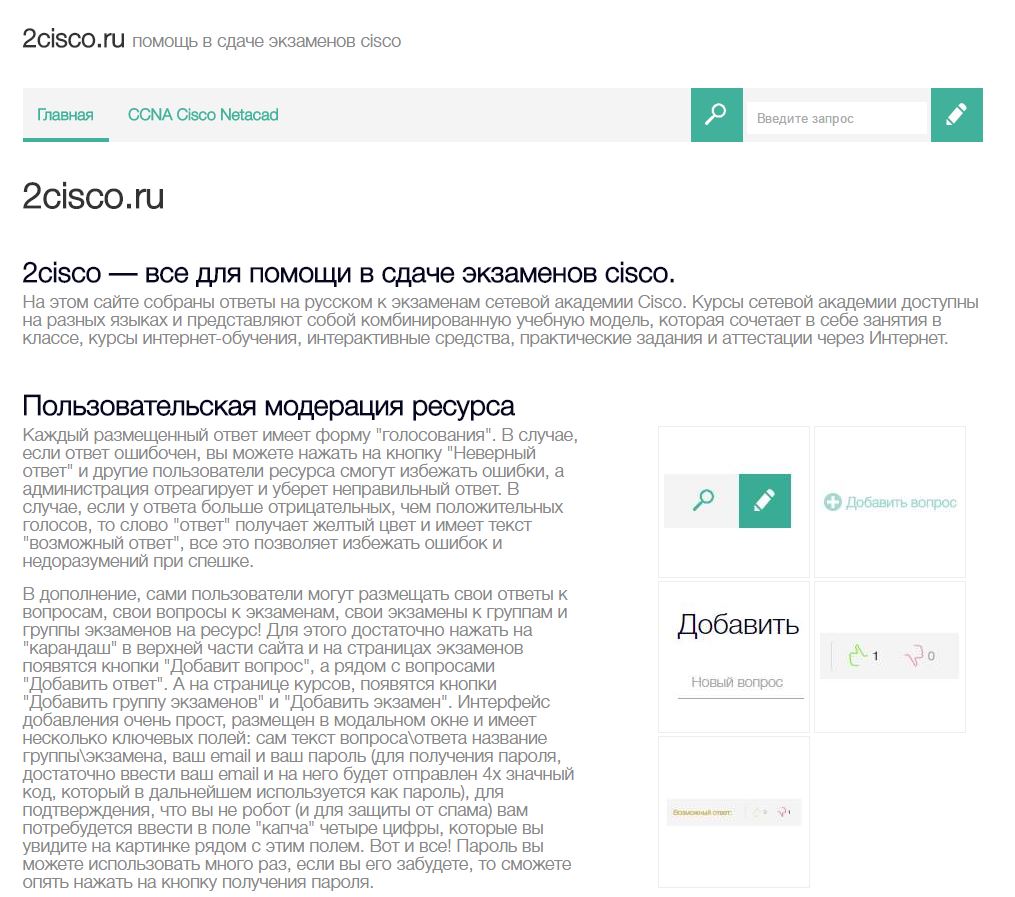 2cisco.ru помощь в сдаче экзаменов cisco
Главная CCNA Cisco Netacad Введите запрос
2cisco.ru
2cisco — все для помощи в сдаче экзаменов cisco.
На этом сайте собраны ответы на русском к экзаменам сетевой академии Cisco. Курсы сетевой академии доступны
на разных языках и представляют собой комбинированную учебную модель, которая сочетает в себе занятия в
классе, курсы интернет-обучения, интерактивные средства, практические задания и аттестации через Интернет.
Пользовательская модерация ресурса
Каждый размещенный ответ имеет форму "голосования". В случае,
если ответ ошибочен, вы можете нажать на кнопку "Неверный
ответ" и другие пользователи ресурса смогут избежать ошибки, а
администрация отреагирует и уберет неправильный ответ. В
случае, если у ответа больше отрицательных, чем положительных
голосов, то слово "ответ" получает желтый цвет и имеет текст
"возможный ответ", все это позволяет избежать ошибок и
недоразумений при спешке.
В дополнение, сами пользователи могут размещать свои ответы к
вопросам, свои вопросы к экзаменам, свои экзамены к группам и
группы экзаменов на ресурс! Для этого достаточно нажать на
"карандаш" в верхней части сайта и на страницах экзаменов
появятся кнопки "Добавит вопрос", а рядом с вопросами
"Добавить ответ". А на странице курсов, появятся кнопки
"Добавить группу экзаменов" и "Добавить экзамен". Интерфейс
добавления очень прост, размещен в модальном окне и имеет
несколько ключевых полей: сам текст вопроса\ответа название
группы\экзамена, ваш email и ваш пароль (для получения пароля,
достаточно ввести ваш email и на него будет отправлен 4х значный
код, который в дальнейшем используется как пароль), для
подтверждения, что вы не робот (и для защиты от спама) вам
потребудется ввести в поле "капча" четыре цифры, которые вы
увидите на картинке рядом с этим полем. Вот и все! Пароль вы
можете использовать много раз, если вы его забудете, то сможете
опять нажать на кнопку получения пароля.
Добавить вопрос
Добавить
Новый вопрос
1 0
Возможный ответ: 0 1